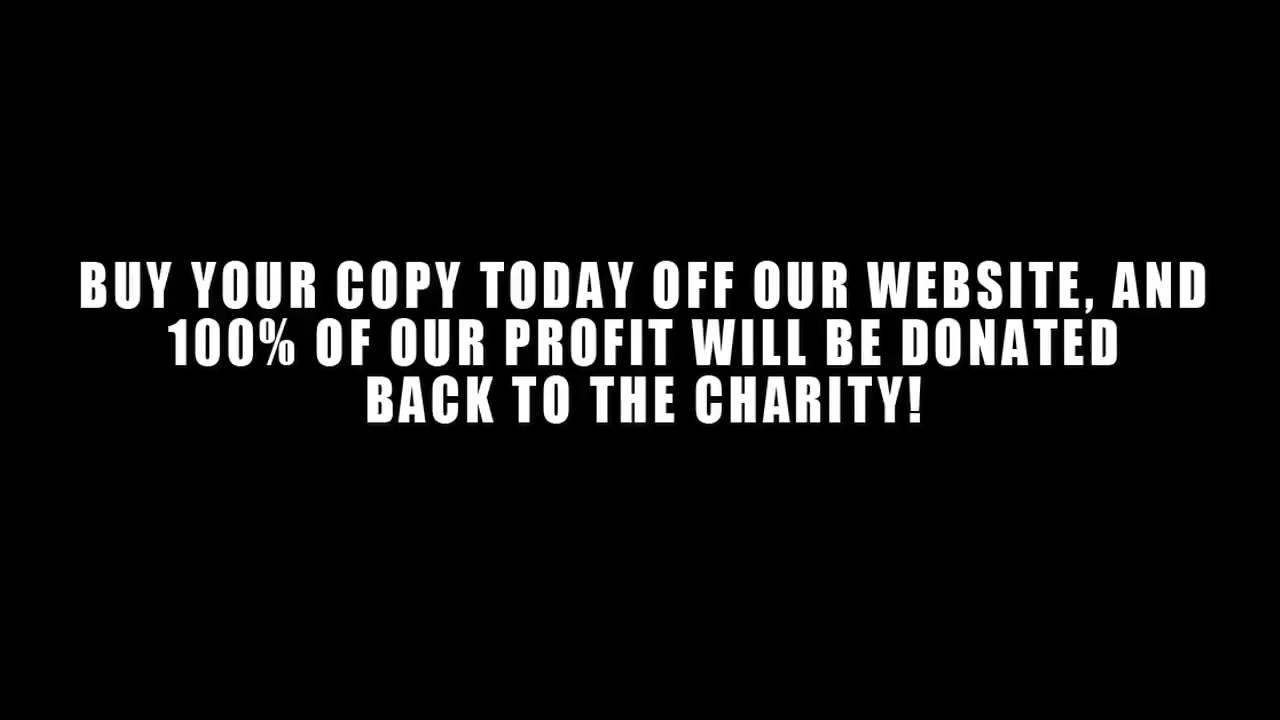 BUY YOUR COPY TODAY OFF OUR WEBSITE, AND
100% OF OUR PROFIT WILL BE DONATED
BACK TO THE CHARITY!